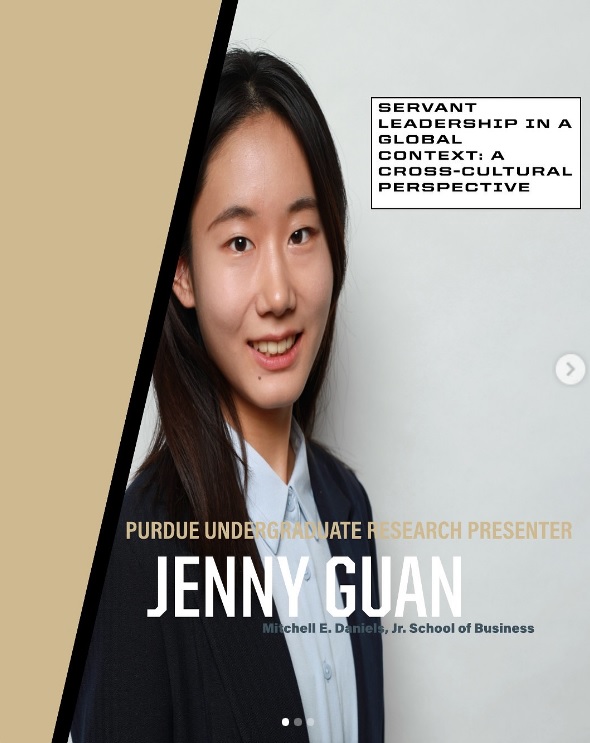 SERVANT
LEADERSHIP IN A
GLOBAL
CONTEXT: A
CROSS-CULTURAL
PERSPECTIVE
PURDUE UNDERGRADUATE RESEARCH PRESENTER
JENNY GUAN
Mitchell E. Daniels, Jr. School of Business